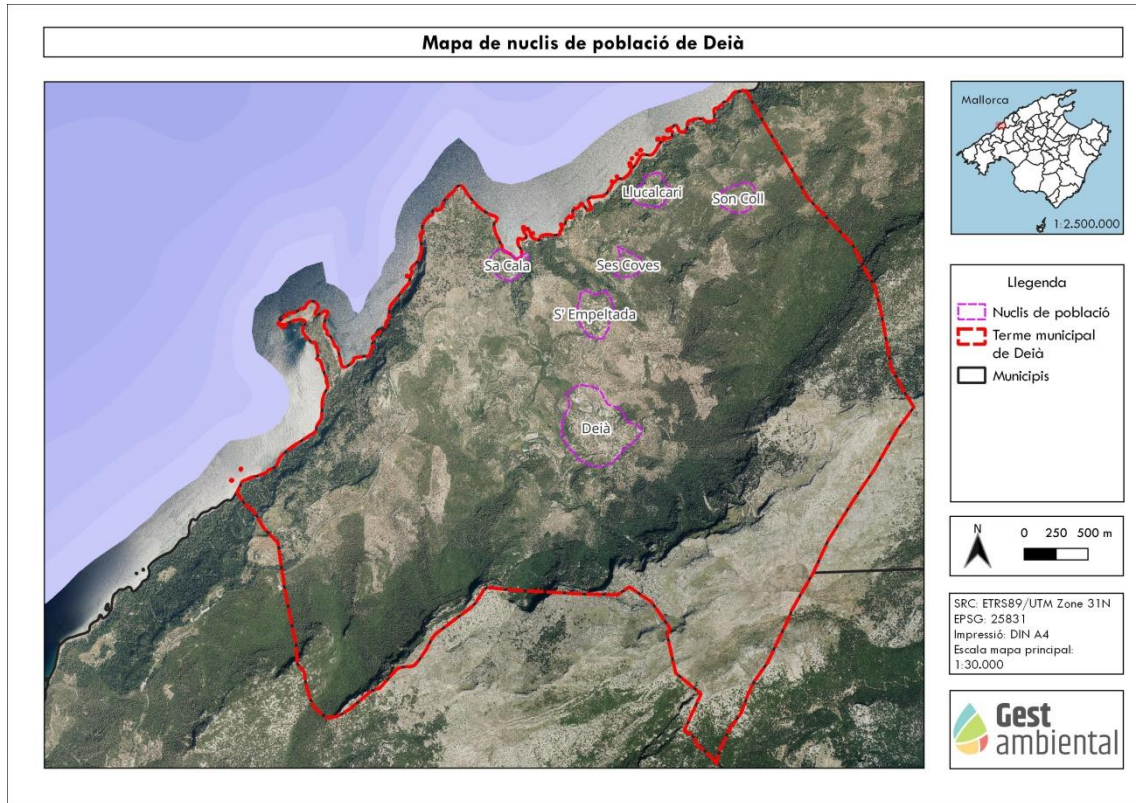 Mapa de nuclis de població de Deià
Llucalcari
Son Coll
Sa Cala
Ses Coves
S' Empeltada
Deià
Mallorca
1:2.500.000
Llegenda
Nuclis de població
Terme municipal
de Deià
Municipis
N
0 250 500 m
SRC: ETRS89/UTM Zone 31N
EPSG: 25831
Impressió: DIN A4
Escala mapa principal:
1:30.000
Gest
ambiental